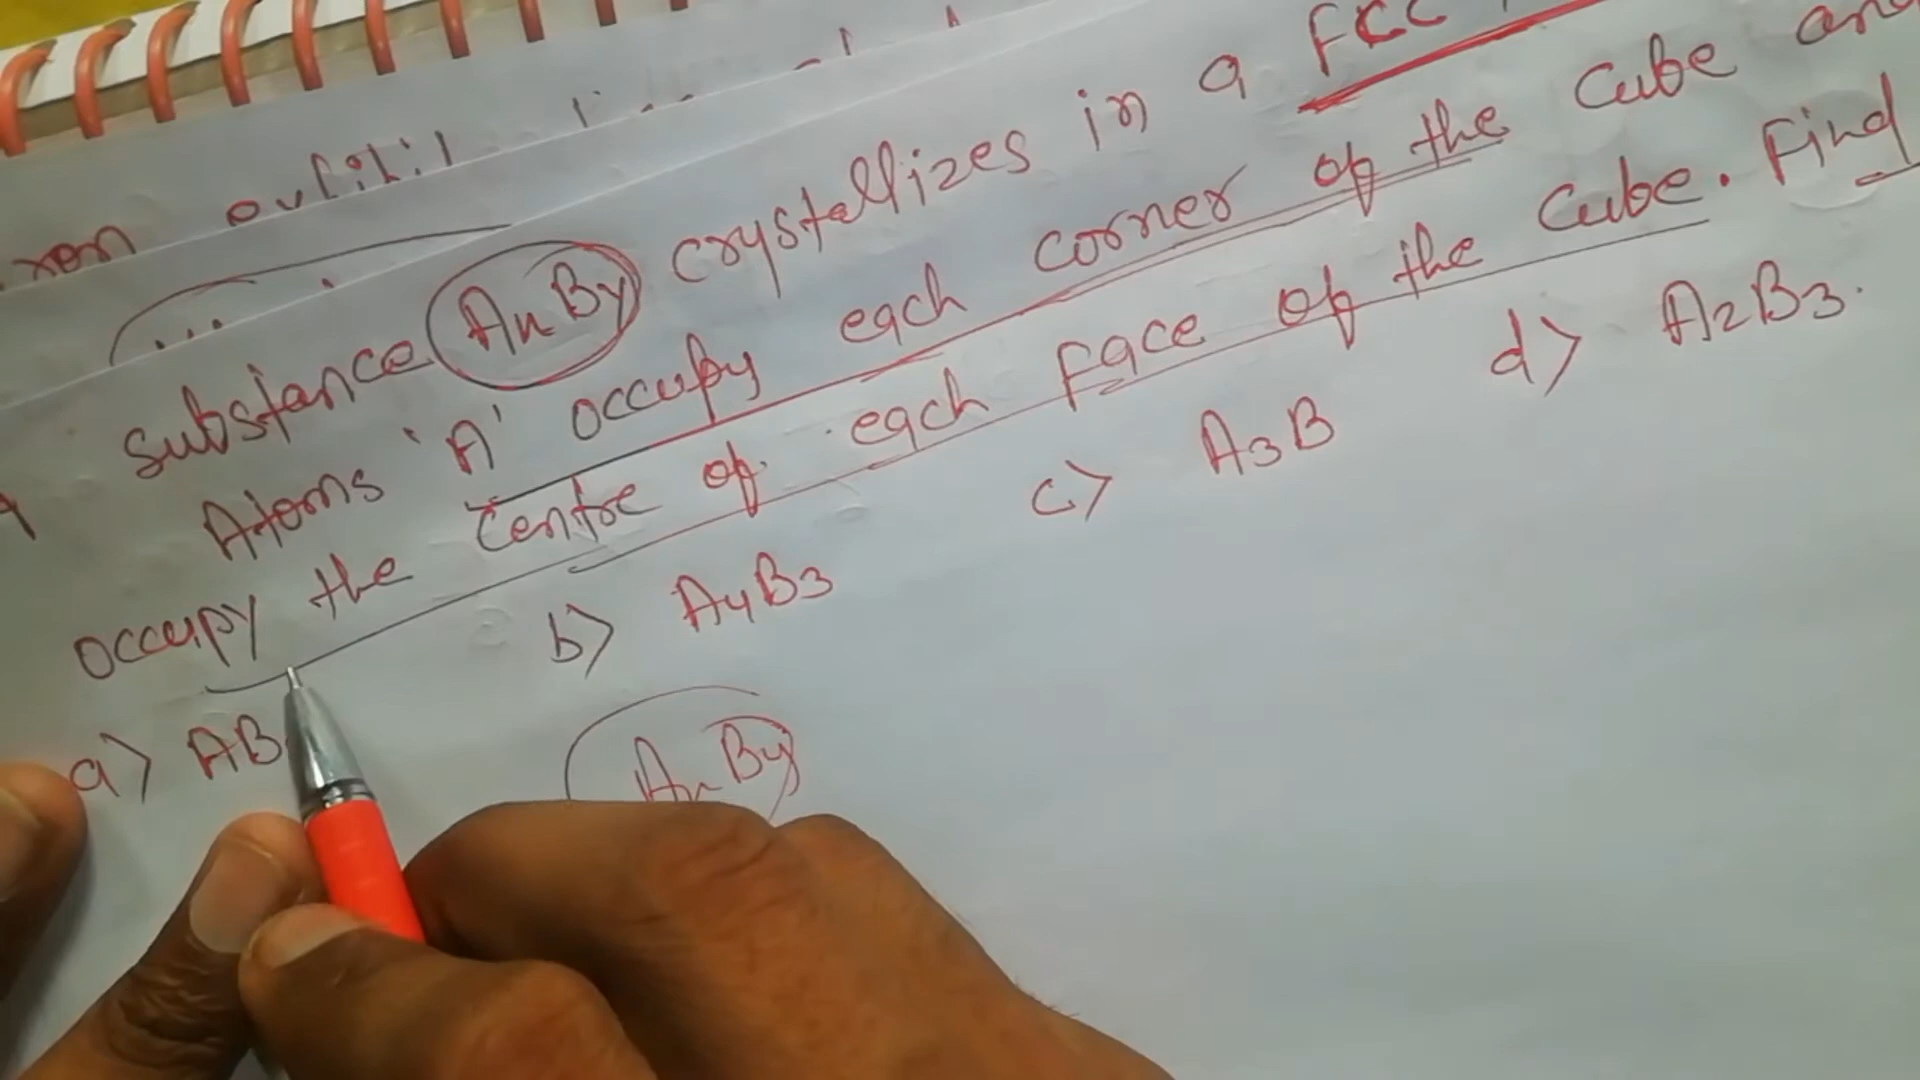 substance AxBy crystallizes in a FCC
Atoms 'A' occupy each corner of the Cube and
occupy the Centre of each Face of the Cube. Find
a> AB
b> A4B3
c> A3B
d> A2B3.
AxBy